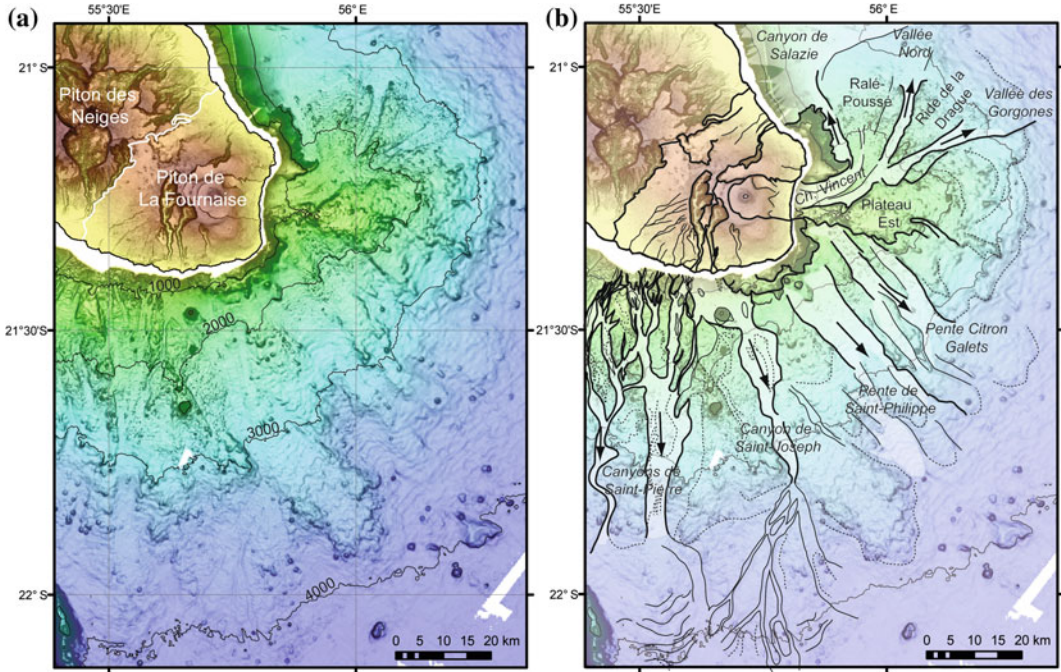 (a)
55°30'
56°
21° S
21°30'S
22° S
Piton des
Neiges
Piton de
La Fournaise
1000
2000
3000
4000
0 5 10 15 20 km
(b)
55°30'
56°
21° S
21°30'S
22° S
Canyon de
Salazie
Vallée
Nord
Ralé-
Poussé
Ride de la
Drague
Vallée des
Gorgones
Ch. Vincent
Plateau
Est
Pente Citron
Galets
Pente de
Saint-Philippe
Canyon de
Saint-Joseph
Canyons de
Saint-Pierre
0 5 10 15 20 km